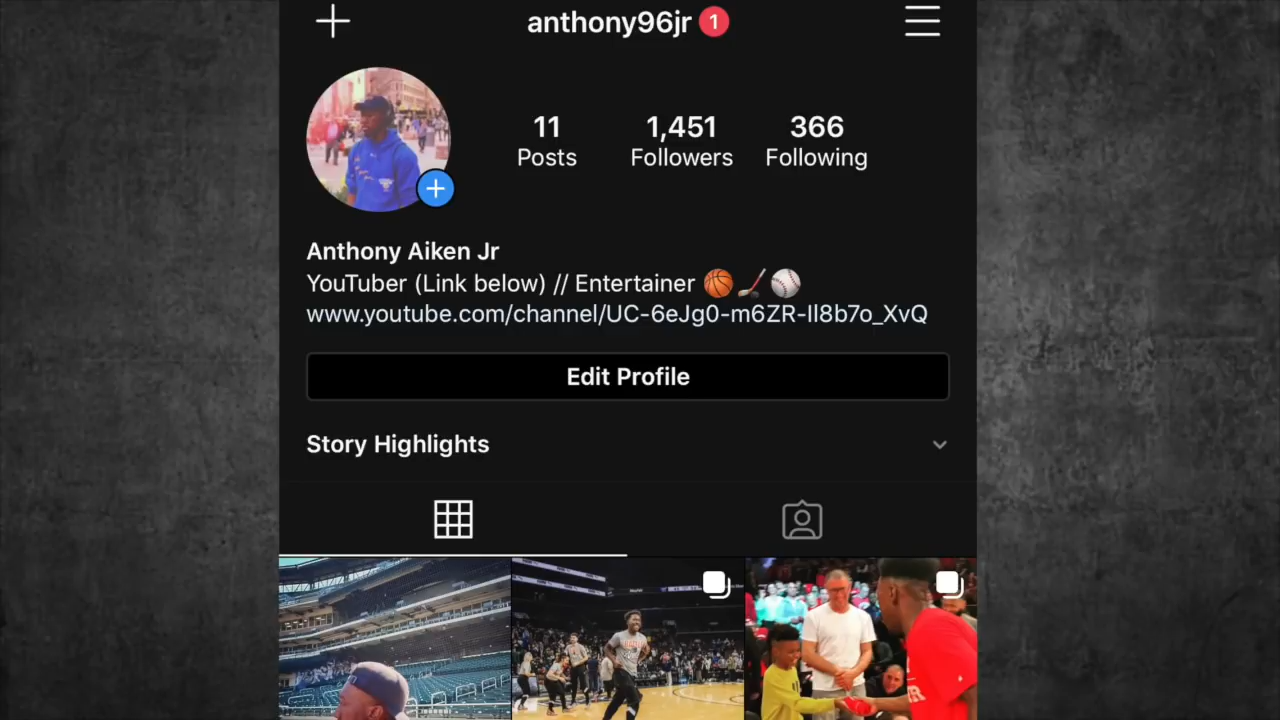 anthony96jr 1
11 1,451 366
Posts Followers Following
Anthony Aiken Jr
YouTuber (Link below) // Entertainer 🏀🏒⚾
www.youtube.com/channel/UC-6eJg0-m6ZR-Il8b7o_XvQ
Edit Profile
Story Highlights